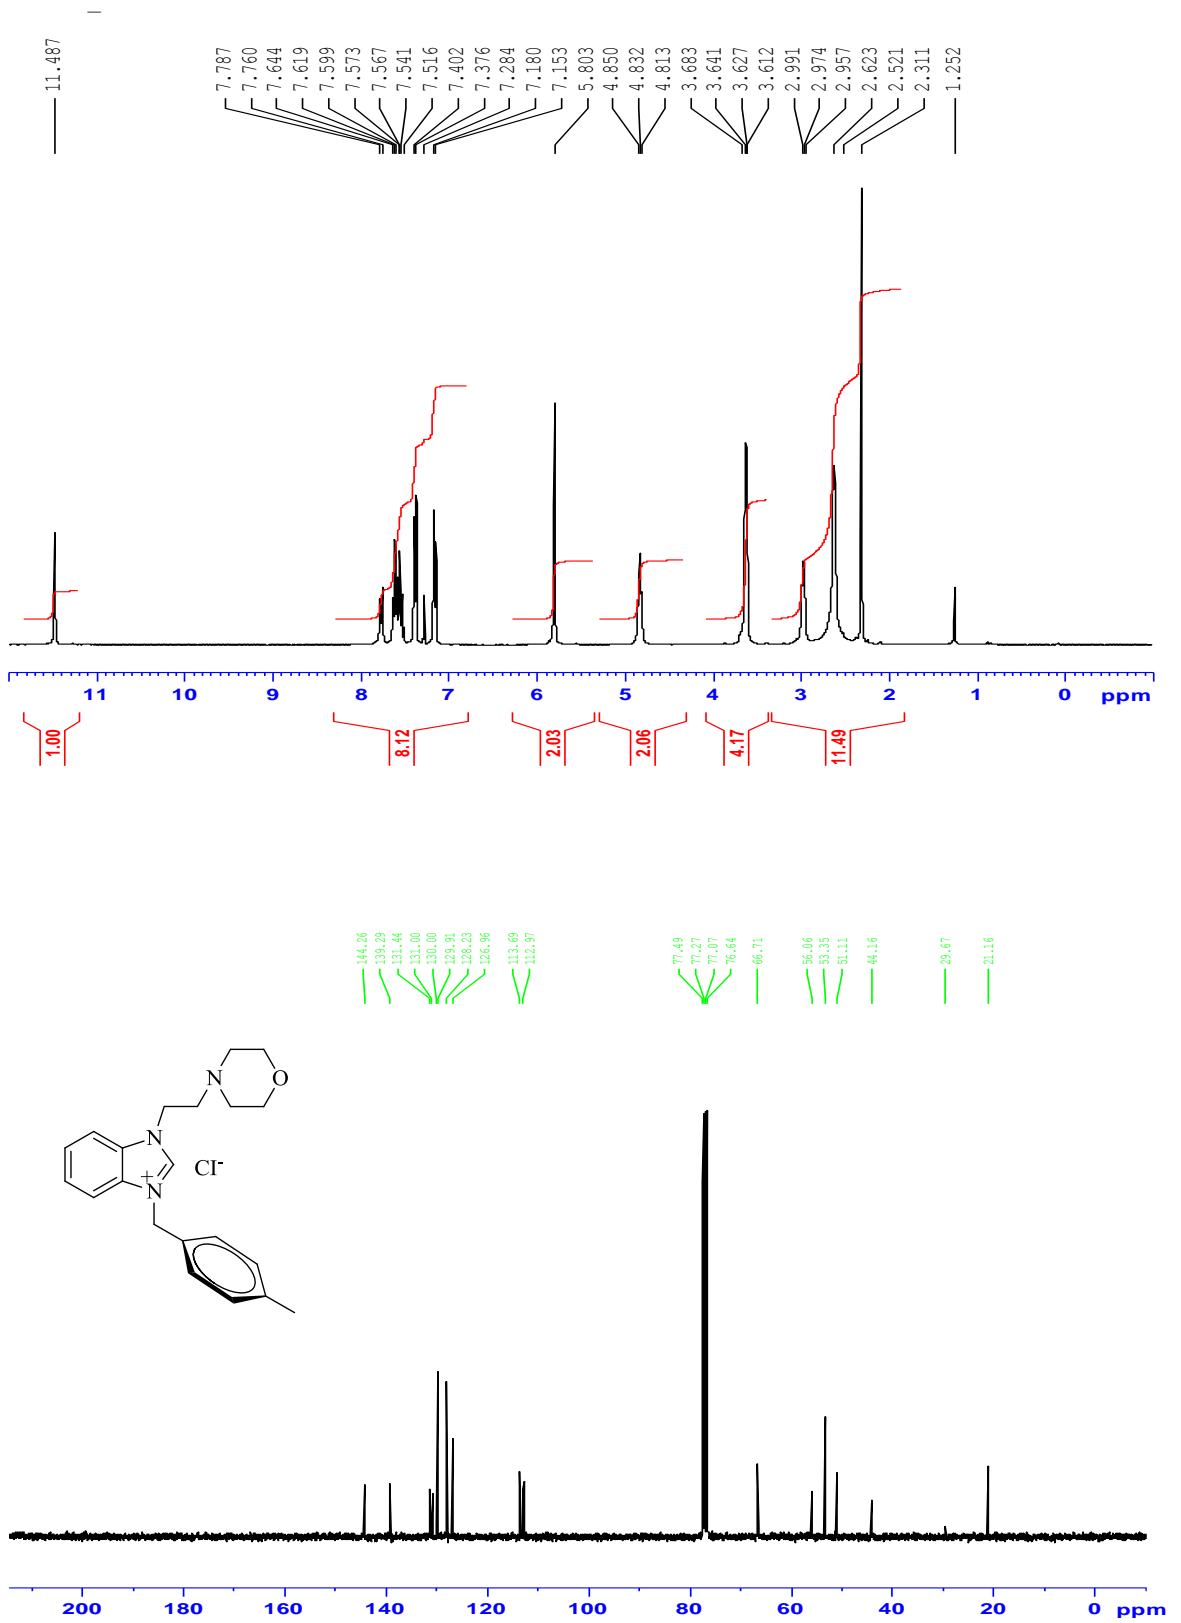 11.487 7.787 7.760 7.644 7.619 7.599 7.573 7.567 7.541 7.516 7.402 7.376 7.284 7.180 7.153 5.803 4.850 4.832 4.813 3.683 3.641 3.627 3.612 2.991 2.974 2.957 2.623 2.521 2.311 1.252
11 10 9 8 7 6 5 4 3 2 1 0 ppm
1.00 8.12 2.03 2.06 4.17 11.49
144.26 139.29 131.44 131.00 130.00 129.91 128.23 126.96 113.69 112.97 77.49 77.27 77.07 76.64 66.71 56.06 53.35 51.11 44.16 29.67 21.16
N O
N
+ Cl-
N
200 180 160 140 120 100 80 60 40 20 0 ppm